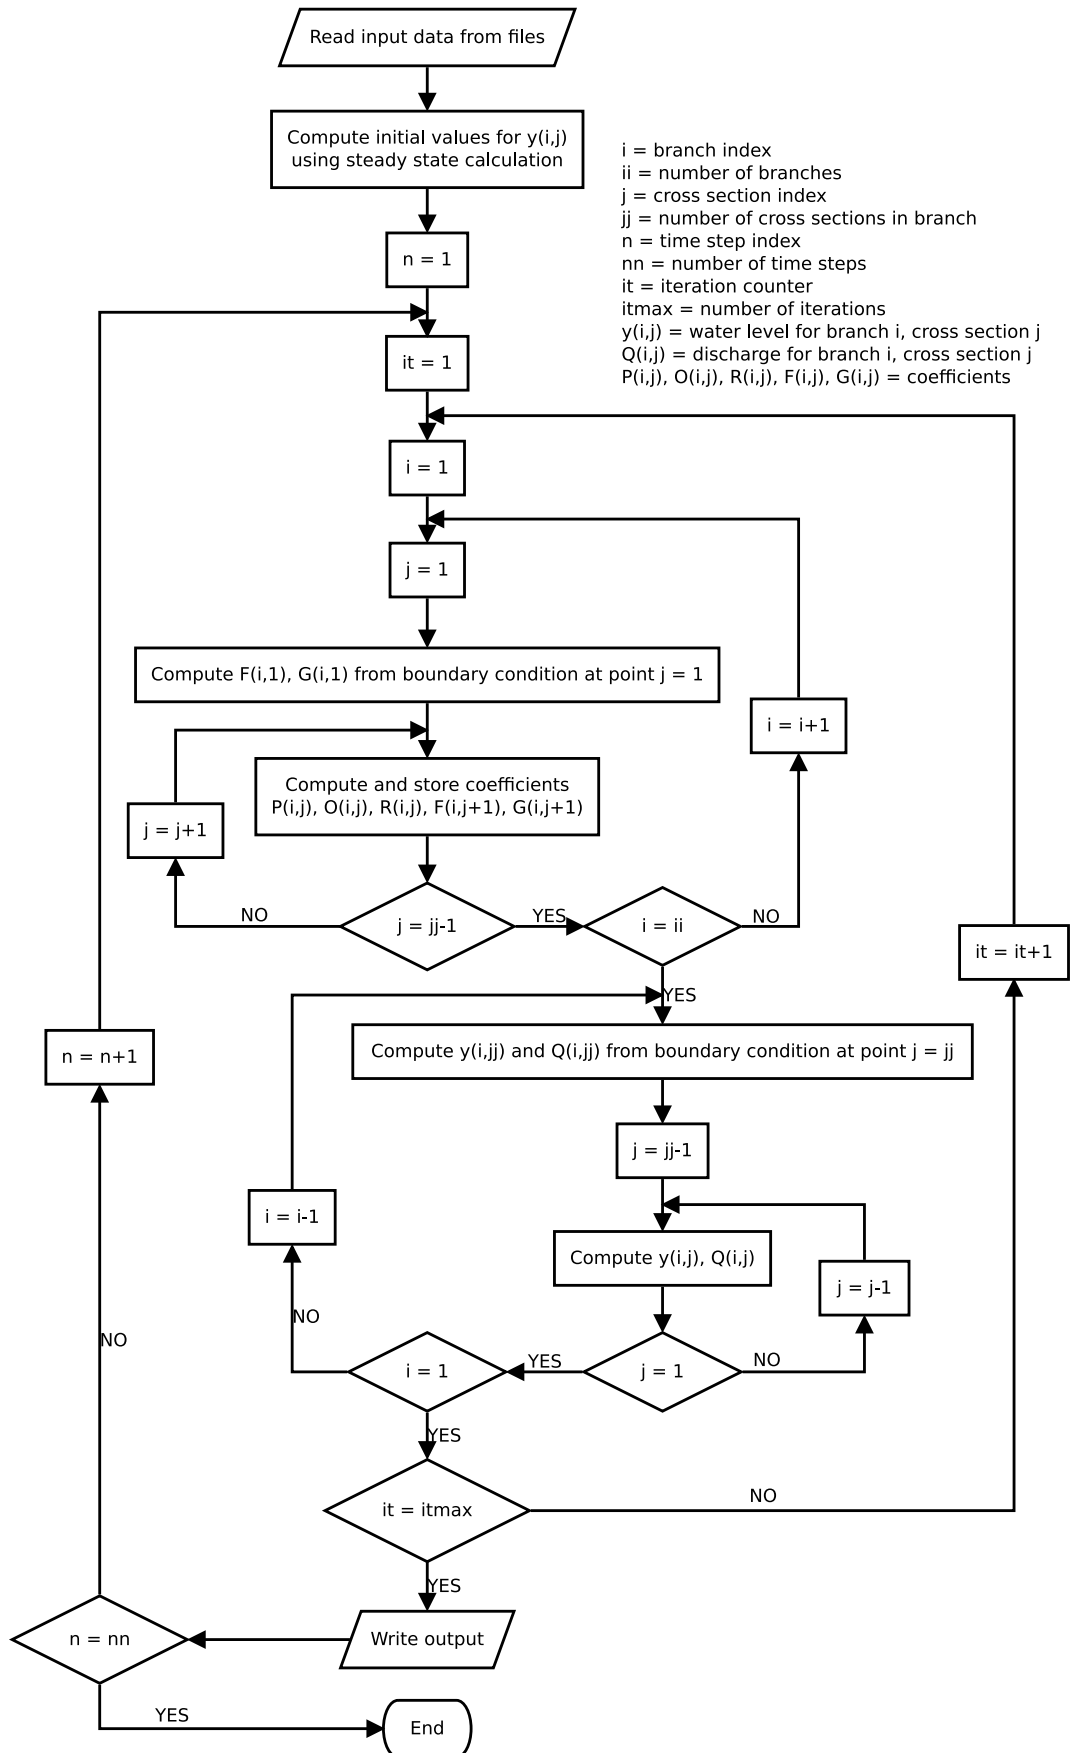 Read input data from files
Compute initial values for y(i,j)
using steady state calculation
i = branch index
ii = number of branches
j = cross section index
jj = number of cross sections in branch
n = time step index
nn = number of time steps
it = iteration counter
itmax = number of iterations
y(i,j) = water level for branch i, cross section j
Q(i,j) = discharge for branch i, cross section j
P(i,j), O(i,j), R(i,j), F(i,j), G(i,j) = coefficients
n = 1
it = 1
i = 1
j = 1
Compute F(i,1), G(i,1) from boundary condition at point j = 1
i = i+1
Compute and store coefficients
P(i,j), O(i,j), R(i,j), F(i,j+1), G(i,j+1)
j = j+1
NO
j = jj-1
YES
i = ii
NO
it = it+1
YES
n = n+1
Compute y(i,jj) and Q(i,jj) from boundary condition at point j = jj
j = jj-1
i = i-1
Compute y(i,j), Q(i,j)
j = j-1
NO
NO
i = 1
YES
j = 1
NO
YES
it = itmax
NO
YES
n = nn
Write output
YES
End